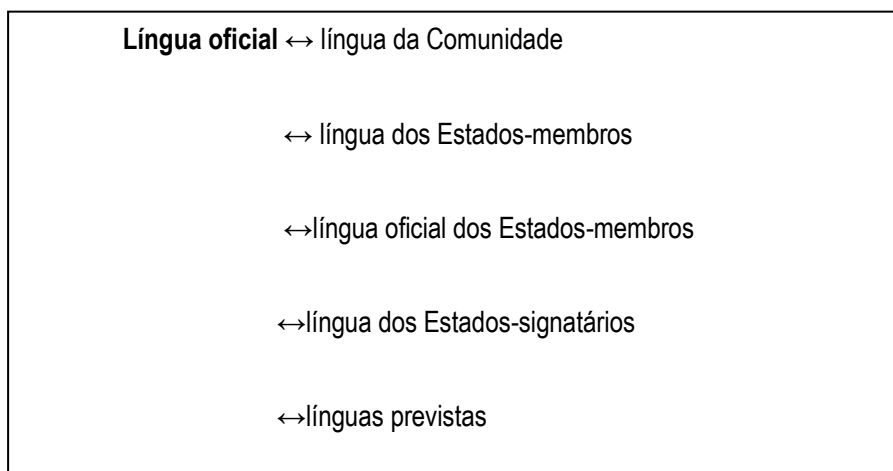 Língua oficial ↔ língua da Comunidade
↔ língua dos Estados-membros
↔língua oficial dos Estados-membros
↔língua dos Estados-signatários
↔línguas previstas